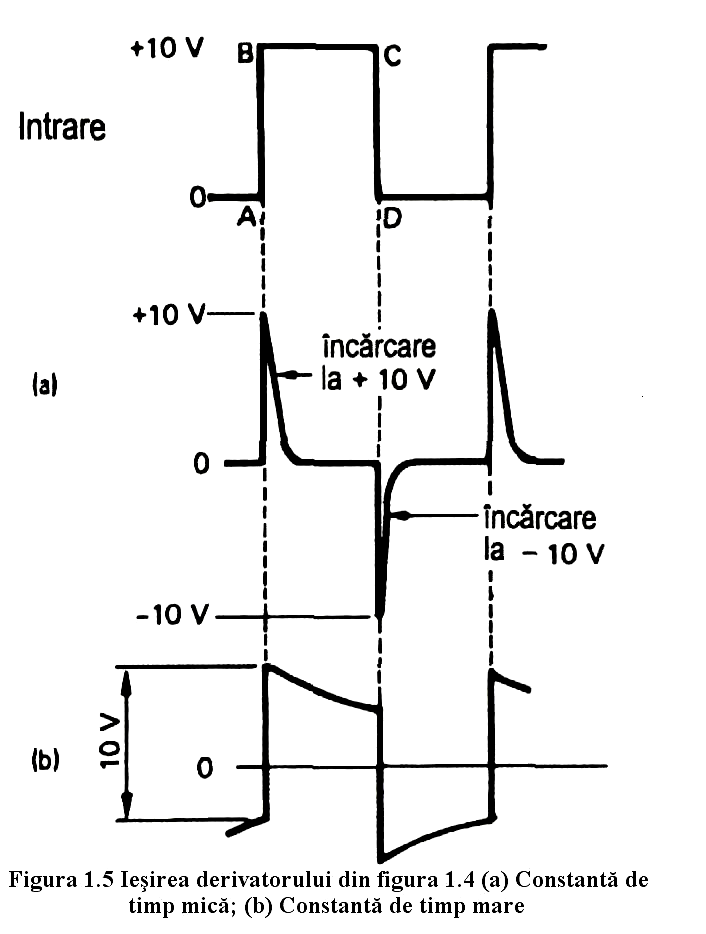 +10 V B C
Intrare
0 A D
+10 V
încărcare
la + 10 V
(a)
0
încărcare
la - 10 V
-10 V
10 V
(b)
0
Figura 1.5 Ieşirea derivatorului din figura 1.4 (a) Constantă de
timp mică; (b) Constantă de timp mare